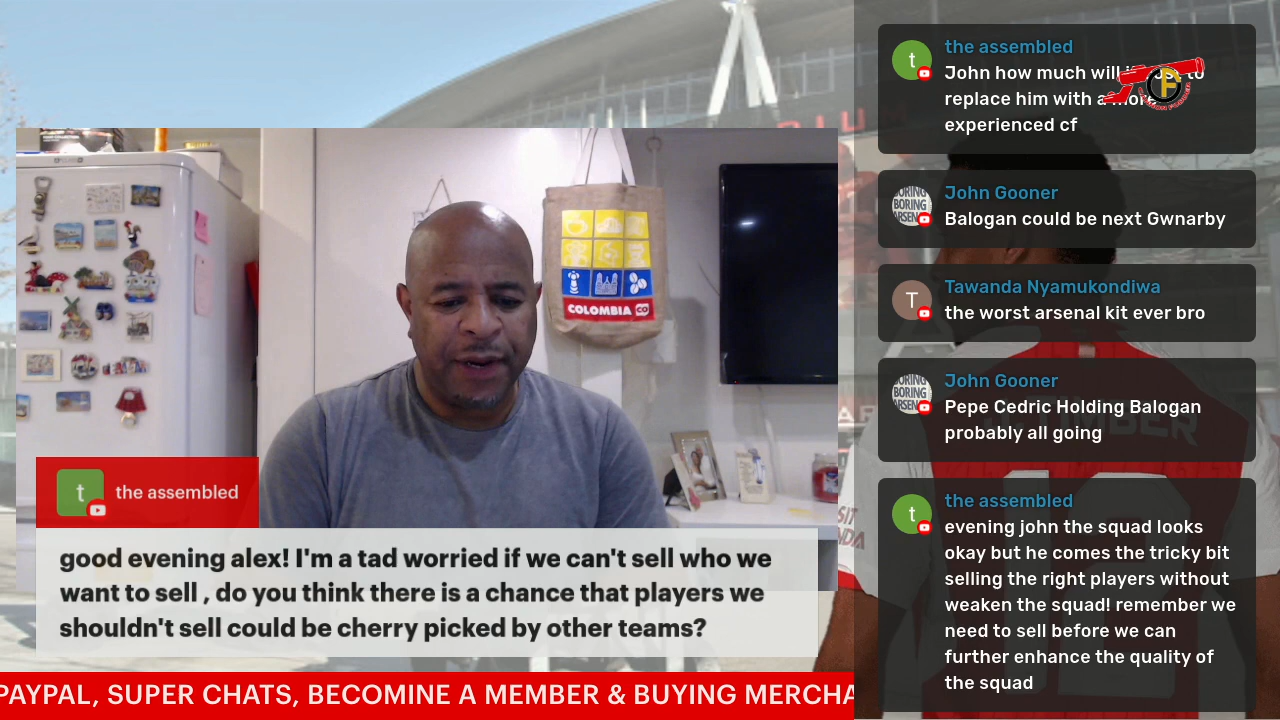 the assembled
John how much will
replace him with a more
experienced cf
John Gooner
Balogan could be next Gwnarby
Tawanda Nyamukondiwa
the worst arsenal kit ever bro
John Gooner
Pepe Cedric Holding Balogan
probably all going
the assembled
evening john the squad looks
okay but he comes the tricky bit
selling the right players without
weaken the squad! remember we
need to sell before we can
further enhance the quality of
the squad
COLOMBIA CO
t
the assembled
good evening alex! I'm a tad worried if we can't sell who we
want to sell , do you think there is a chance that players we
shouldn't sell could be cherry picked by other teams?
PAYPAL, SUPER CHATS, BECOMINE A MEMBER & BUYING MERCHA